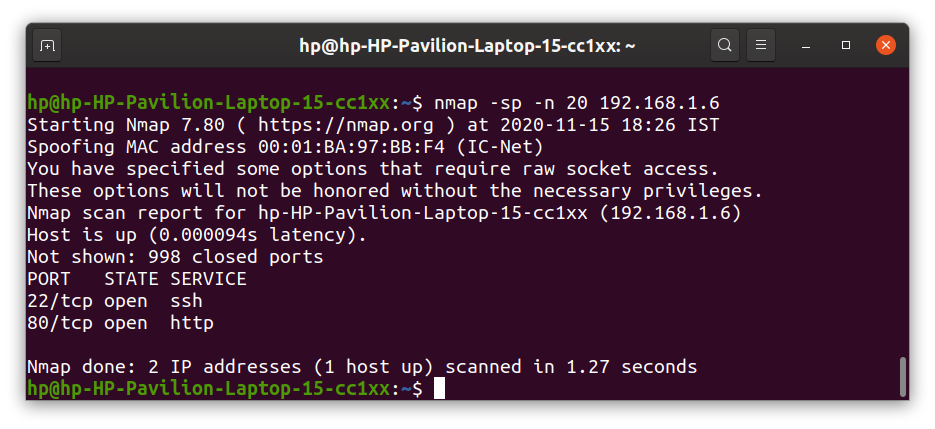 hp@hp-HP-Pavilion-Laptop-15-cc1xx: ~
hp@hp-HP-Pavilion-Laptop-15-cc1xx:~$ nmap -sp -n 20 192.168.1.6
Starting Nmap 7.80 ( https://nmap.org ) at 2020-11-15 18:26 IST
Spoofing MAC address 00:01:BA:97:BB:F4 (IC-Net)
You have specified some options that require raw socket access.
These options will not be honored without the necessary privileges.
Nmap scan report for hp-HP-Pavilion-Laptop-15-cc1xx (192.168.1.6)
Host is up (0.000094s latency).
Not shown: 998 closed ports
PORT   STATE SERVICE
22/tcp open  ssh
80/tcp open  http
Nmap done: 2 IP addresses (1 host up) scanned in 1.27 seconds
hp@hp-HP-Pavilion-Laptop-15-cc1xx:~$